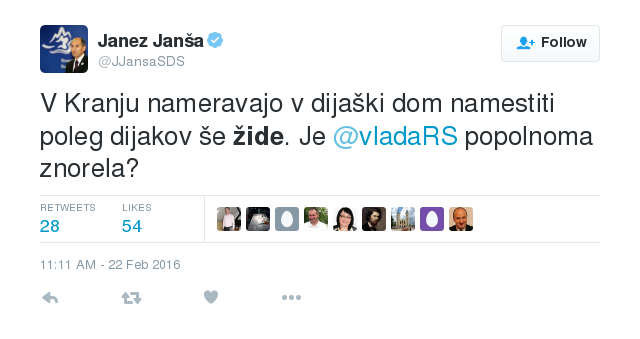 Janez Janša
@JJansaSDS
Follow
V Kranju nameravajo v dijaški dom namestiti
poleg dijakov še žide. Je @vladaRS popolnoma
znorela?
RETWEETS
28
LIKES
54
11:11 AM - 22 Feb 2016